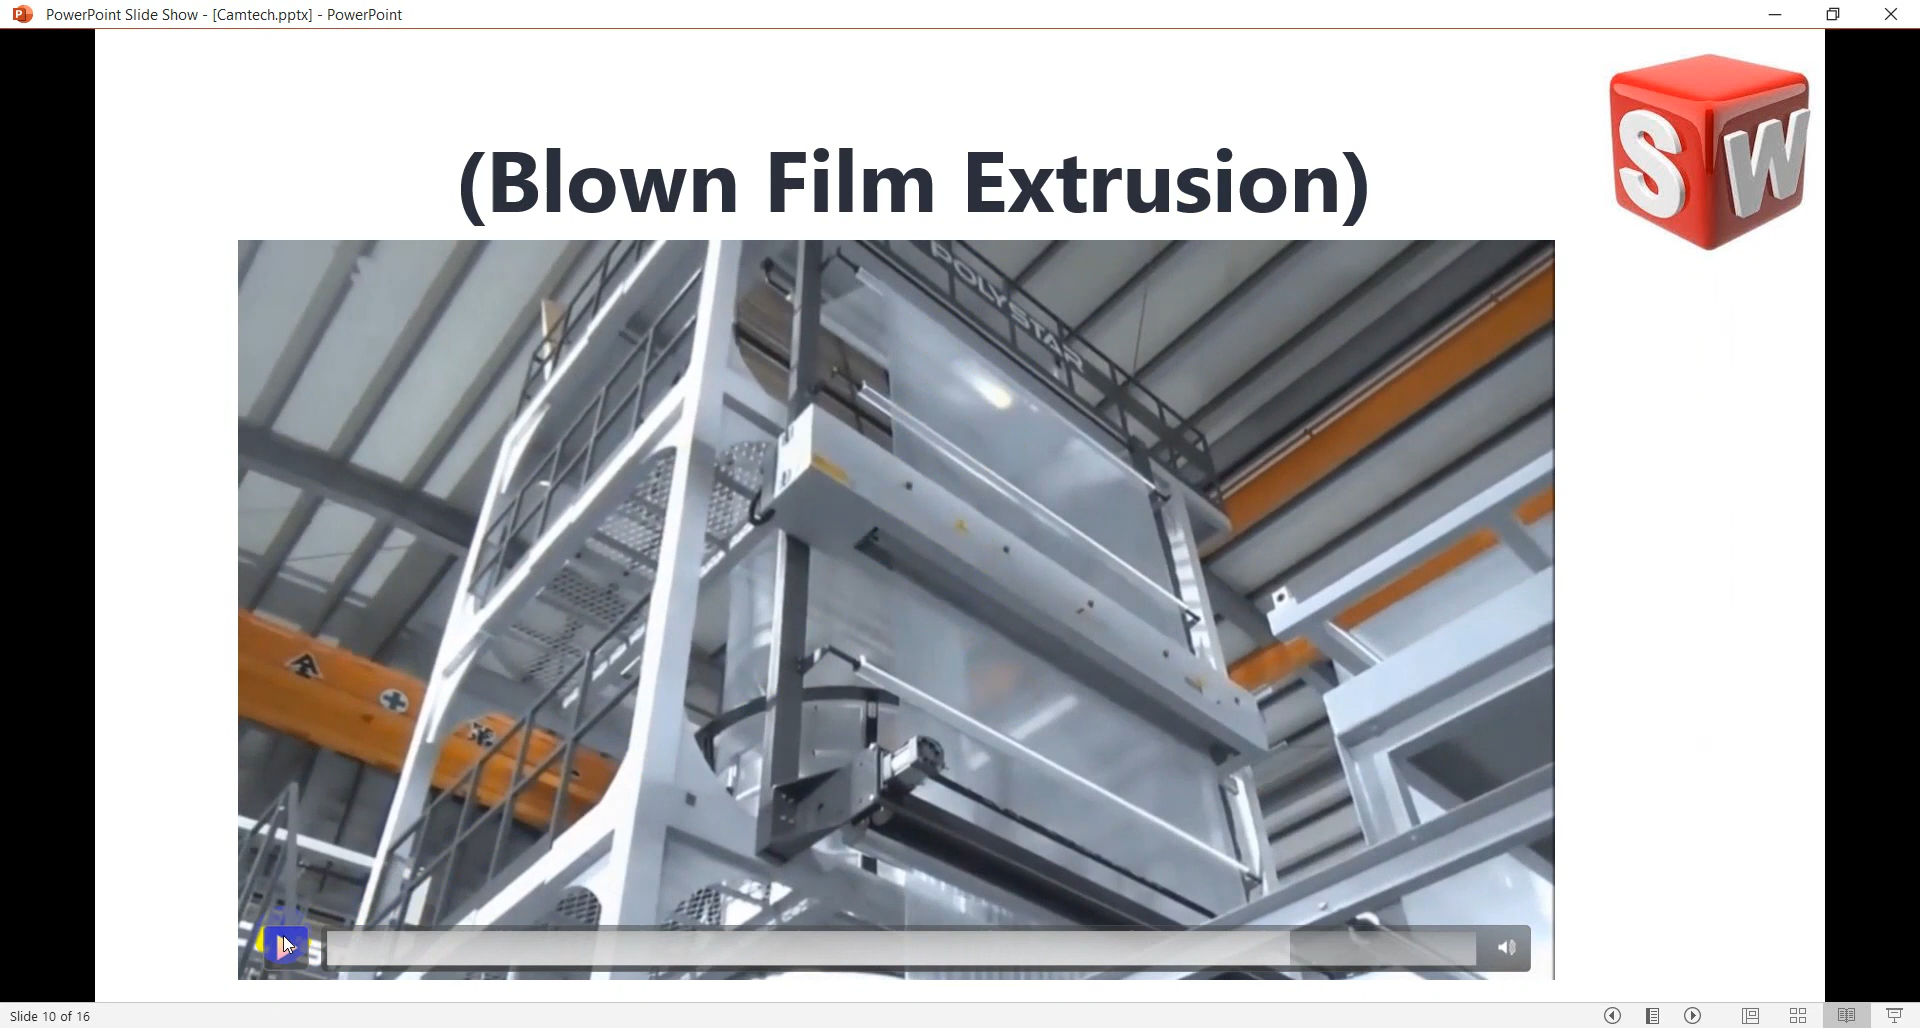 PowerPoint Slide Show - [Camtech.pptx] - PowerPoint
SW
(Blown Film Extrusion)
POLYSTAR
Slide 10 of 16